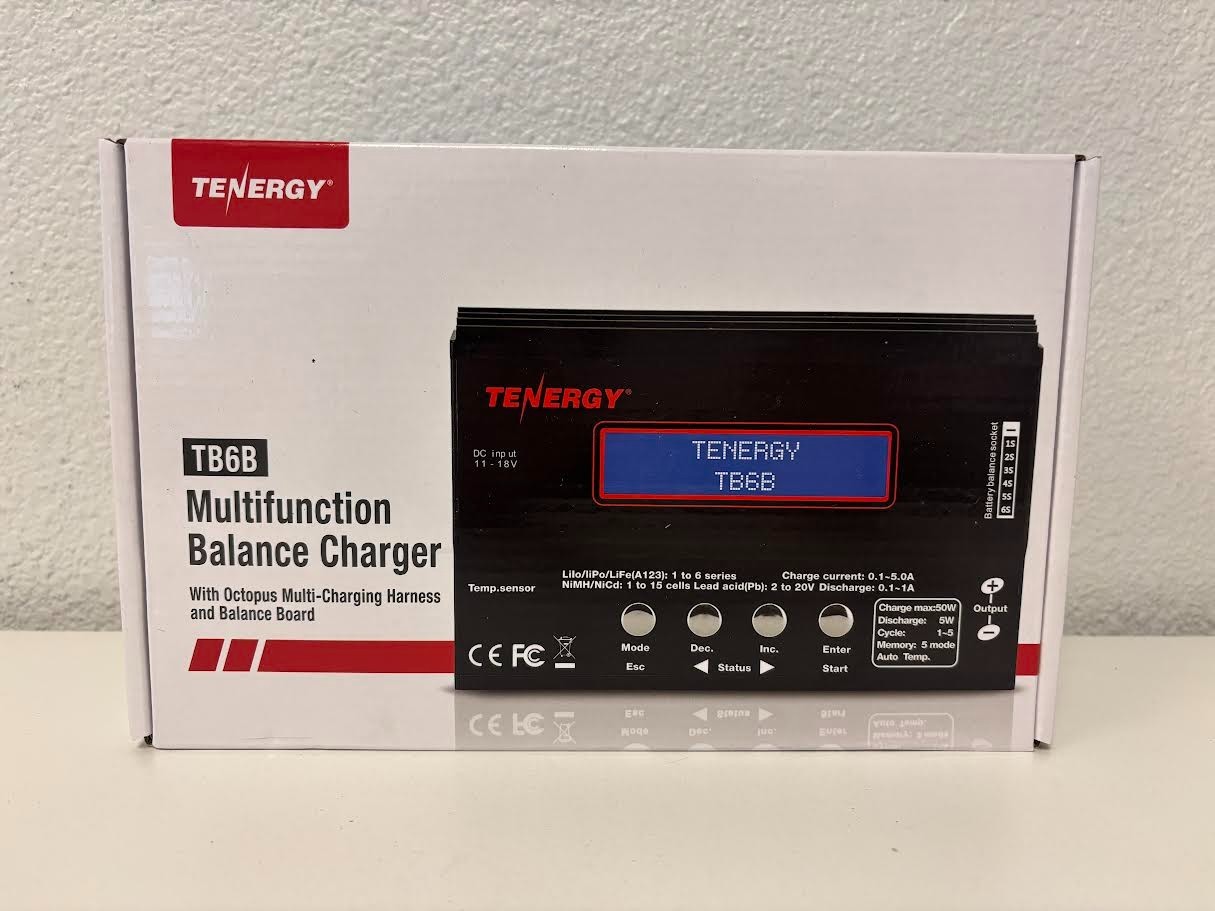 TENERGY®
TB6B
Multifunction
Balance Charger
With Octopus Multi-Charging Harness
and Balance Board
TENERGY®
DC input
11 - 18V
TENERGY
TB6B
Battery balance socket
1S
2S
3S
4S
5S
6S
Temp.sensor
LiIo/liPo/LiFe(A123): 1 to 6 series Charge current: 0.1~5.0A
NiMH/NiCd: 1 to 15 cells Lead acid(Pb): 2 to 20V Discharge: 0.1~1A
+
Output
−
Charge max:50W
Discharge: 5W
Cycle: 1~5
Memory: 5 mode
Auto Temp.
CE FC
Mode Dec. Inc. Enter
Esc ◀ Status ▶ Start